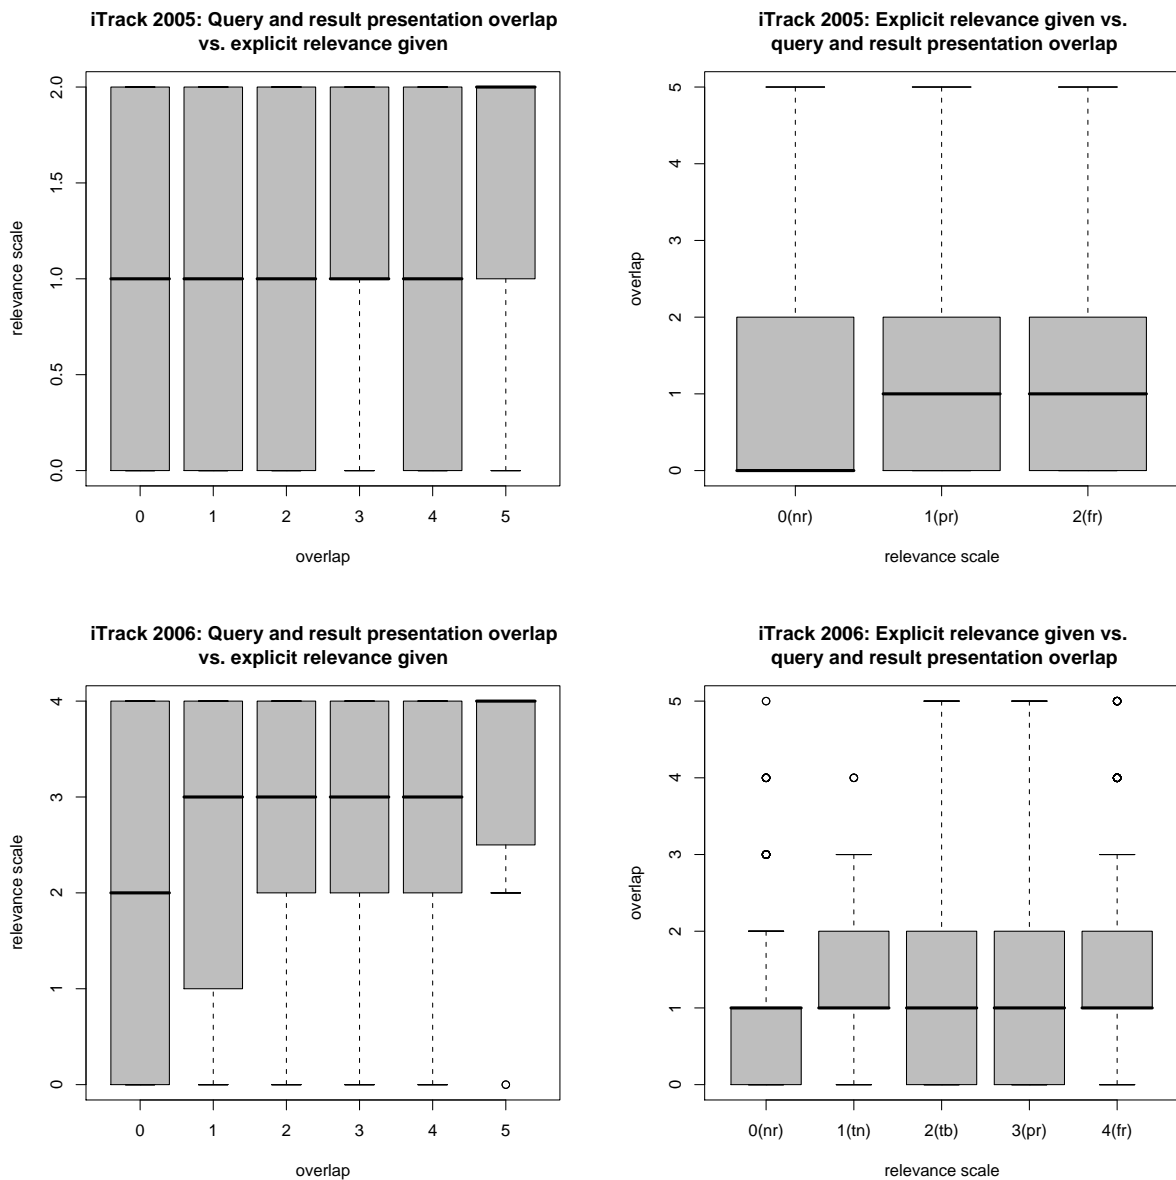 iTrack 2005: Query and result presentation overlap
vs. explicit relevance given
relevance scale
2.0
1.5
1.0
0.5
0.0
0 1 2 3 4 5
overlap
iTrack 2005: Explicit relevance given vs.
query and result presentation overlap
overlap
5
4
3
2
1
0
0(nr) 1(pr) 2(fr)
relevance scale
iTrack 2006: Query and result presentation overlap
vs. explicit relevance given
relevance scale
4
3
2
1
0
0 1 2 3 4 5
overlap
iTrack 2006: Explicit relevance given vs.
query and result presentation overlap
overlap
5
4
3
2
1
0
0(nr) 1(tn) 2(tb) 3(pr) 4(fr)
relevance scale